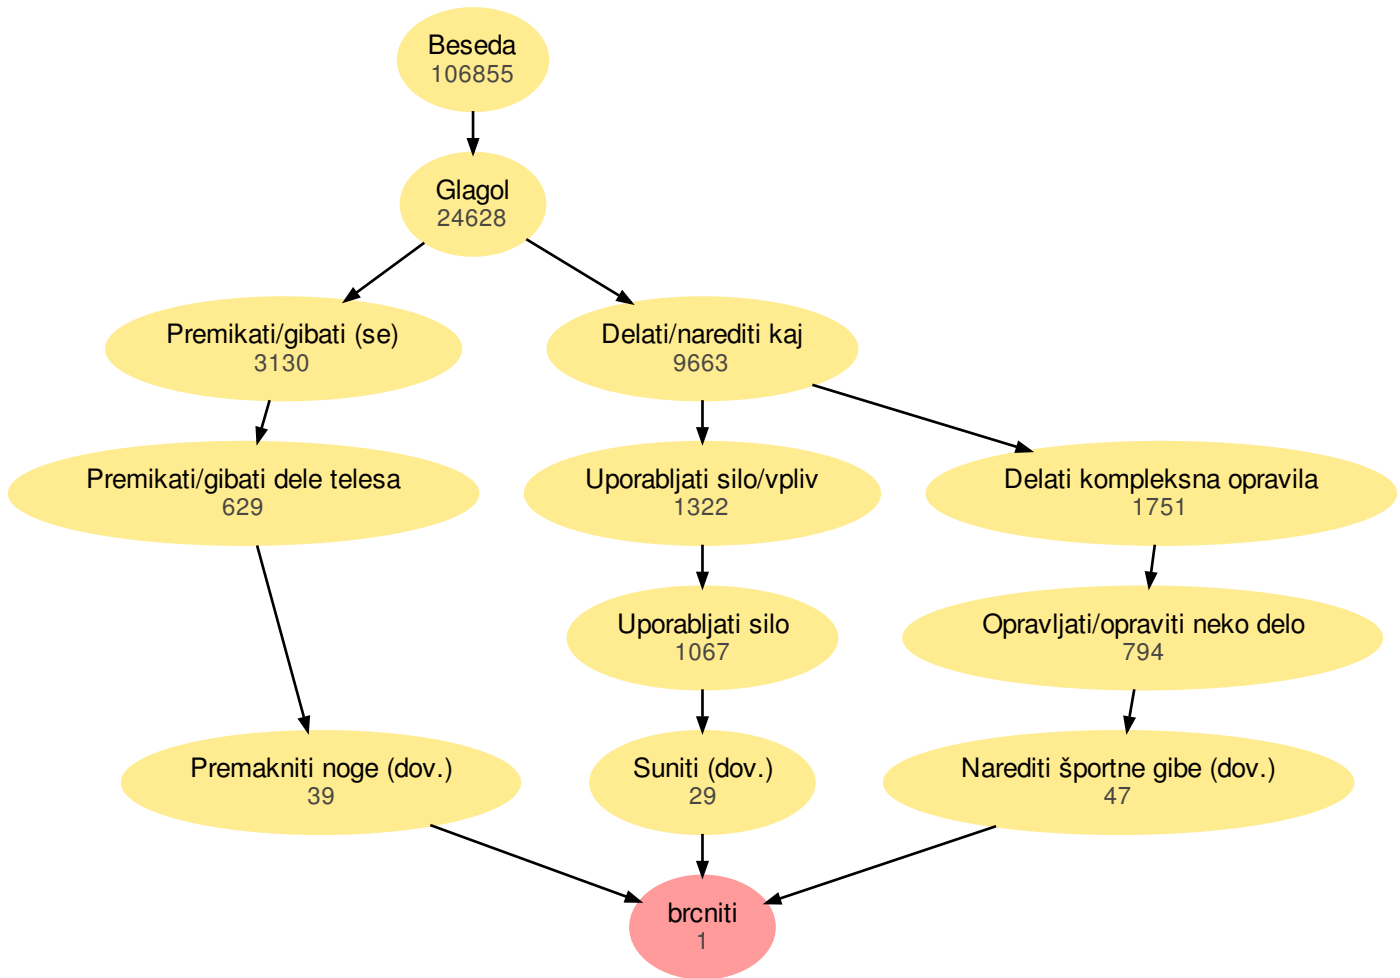 Beseda
106855
Glagol
24628
Premikati/gibati (se)
3130
Delati/narediti kaj
9663
Premikati/gibati dele telesa
629
Uporabljati silo/vpliv
1322
Delati kompleksna opravila
1751
Uporabljati silo
1067
Opravljati/opraviti neko delo
794
Premakniti noge (dov.)
39
Suniti (dov.)
29
Narediti športne gibe (dov.)
47
brcniti
1